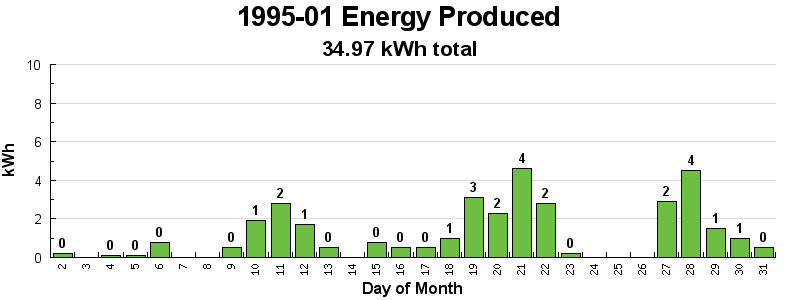 1995-01 Energy Produced
34.97 kWh total
kWh
10
8
6
4
2
0
0 0 0 0 0 1 2 1 0 0 0 0 1 3 2 4 2 0 2 4 1 1 0
2 3 4 5 6 7 8 9 10 11 12 13 14 15 16 17 18 19 20 21 22 23 24 25 26 27 28 29 30 31
Day of Month